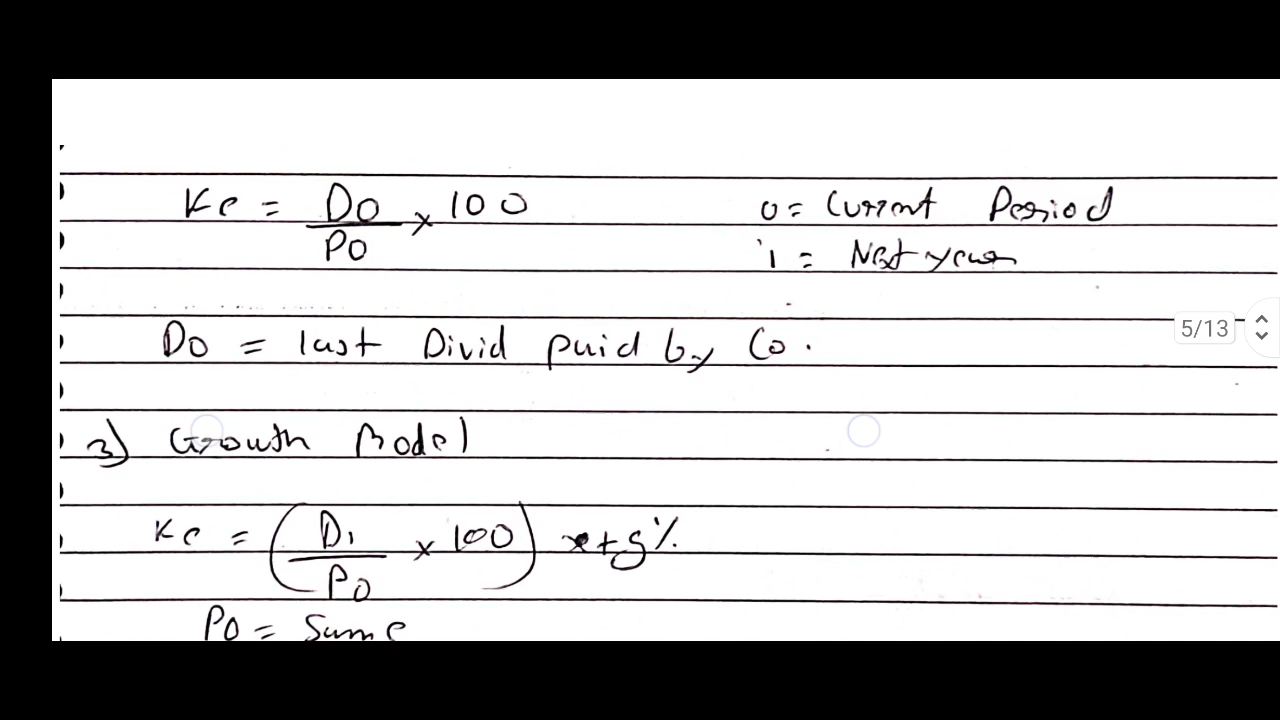 Ke = D0/P0 × 100
0 = Current Period
1 = Next year
D0 = last Divid paid by Co.
5/13
3) Growth Model
Ke = (D1/P0 × 100) + g%
P0 = Same